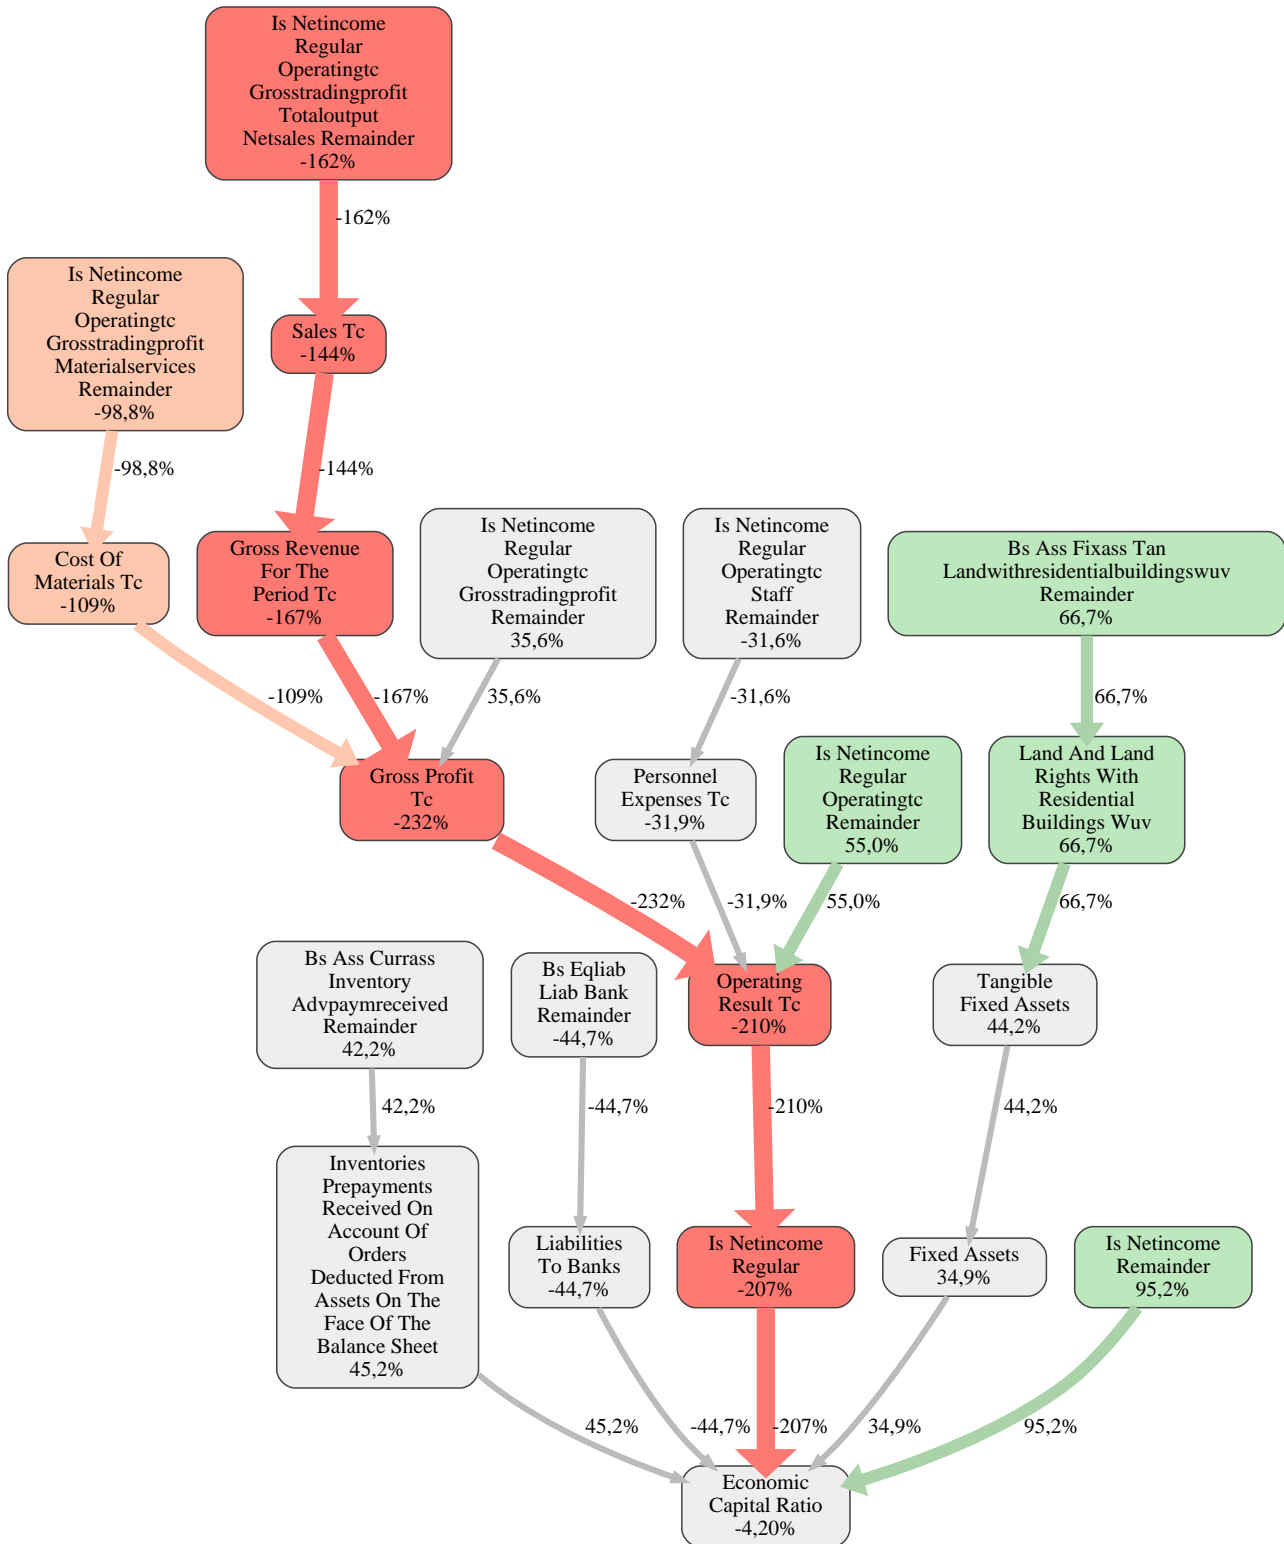 Is Netincome
Regular
Operatingtc
Grosstradingprofit
Totaloutput
Netsales Remainder
-162%
-162%
Is Netincome
Regular
Operatingtc
Grosstradingprofit
Materialservices
Remainder
-98,8%
Sales Tc
-144%
-98,8%
-144%
Cost Of
Materials Tc
-109%
Gross Revenue
For The
Period Tc
-167%
Is Netincome
Regular
Operatingtc
Grosstradingprofit
Remainder
35,6%
Is Netincome
Regular
Operatingtc
Staff
Remainder
-31,6%
Bs Ass Fixass Tan
Landwithresidentialbuildingswuv
Remainder
66,7%
-109%
-167%
35,6%
-31,6%
66,7%
Gross Profit
Tc
-232%
Personnel
Expenses Tc
-31,9%
Is Netincome
Regular
Operatingtc
Remainder
55,0%
Land And Land
Rights With
Residential
Buildings Wuv
66,7%
-232%
-31,9%
55,0%
66,7%
Bs Ass Currass
Inventory
Advpaymreceived
Remainder
42,2%
Bs Eqliab
Liab Bank
Remainder
-44,7%
Operating
Result Tc
-210%
Tangible
Fixed Assets
44,2%
42,2%
-44,7%
-210%
44,2%
Inventories
Prepayments
Received On
Account Of
Orders
Deducted From
Assets On The
Face Of The
Balance Sheet
45,2%
Liabilities
To Banks
-44,7%
Is Netincome
Regular
-207%
Fixed Assets
34,9%
Is Netincome
Remainder
95,2%
45,2%
-44,7%
-207%
34,9%
95,2%
Economic
Capital Ratio
-4,20%